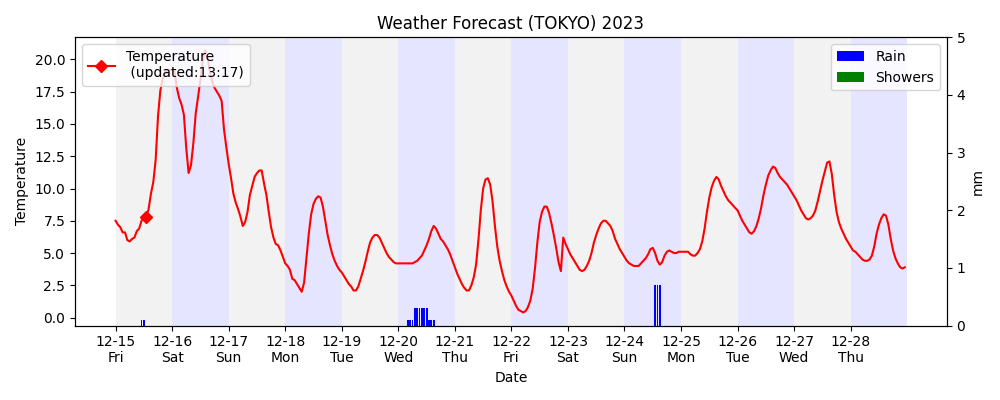 Weather Forecast (TOKYO) 2023
Temperature
(updated:13:17)
Rain
Showers
Temperature
20.0
17.5
15.0
12.5
10.0
7.5
5.0
2.5
0.0
5
4
3
2
1
0
mm
12-15 12-16 12-17 12-18 12-19 12-20 12-21 12-22 12-23 12-24 12-25 12-26 12-27 12-28
Fri Sat Sun Mon Tue Wed Thu Fri Sat Sun Mon Tue Wed Thu
Date